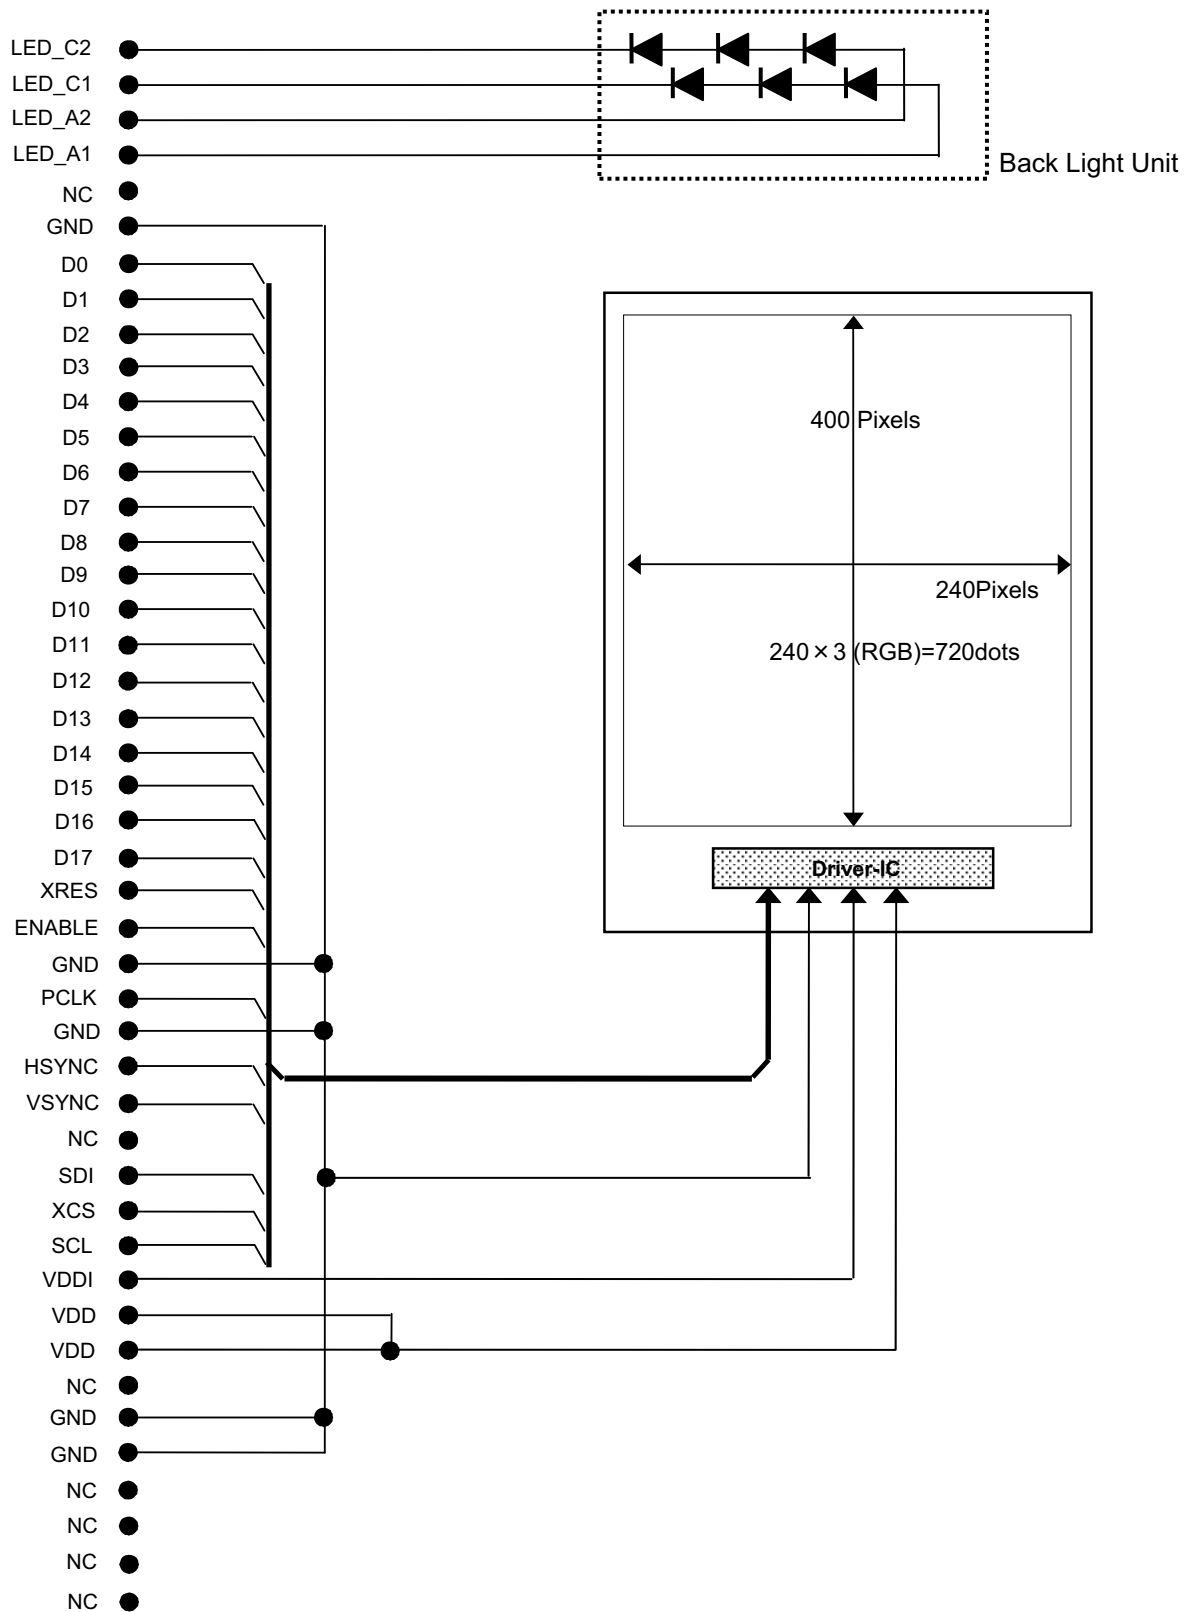 LED_C2
LED_C1
LED_A2
LED_A1
Back Light Unit
NC
GND
D0
D1
D2
D3
D4
D5
D6
D7
D8
D9
D10
D11
D12
D13
D14
D15
D16
D17
XRES
ENABLE
GND
PCLK
GND
HSYNC
VSYNC
NC
SDI
XCS
SCL
VDDI
VDD
VDD
NC
GND
GND
NC
NC
NC
NC
400 Pixels
240Pixels
240×3 (RGB)=720dots
Driver-IC